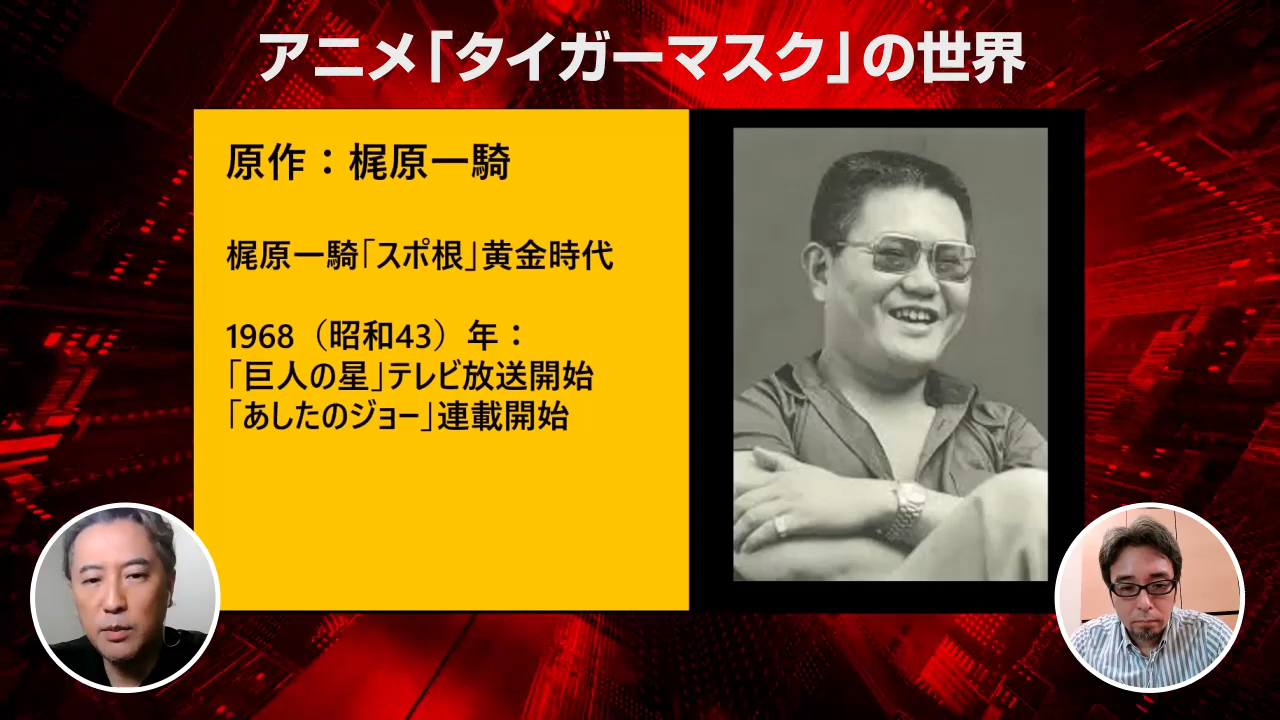 アニメ「タイガーマスク」の世界
原作：梶原一騎
梶原一騎「スポ根」黄金時代
1968（昭和43）年：
「巨人の星」テレビ放送開始
「あしたのジョー」連載開始